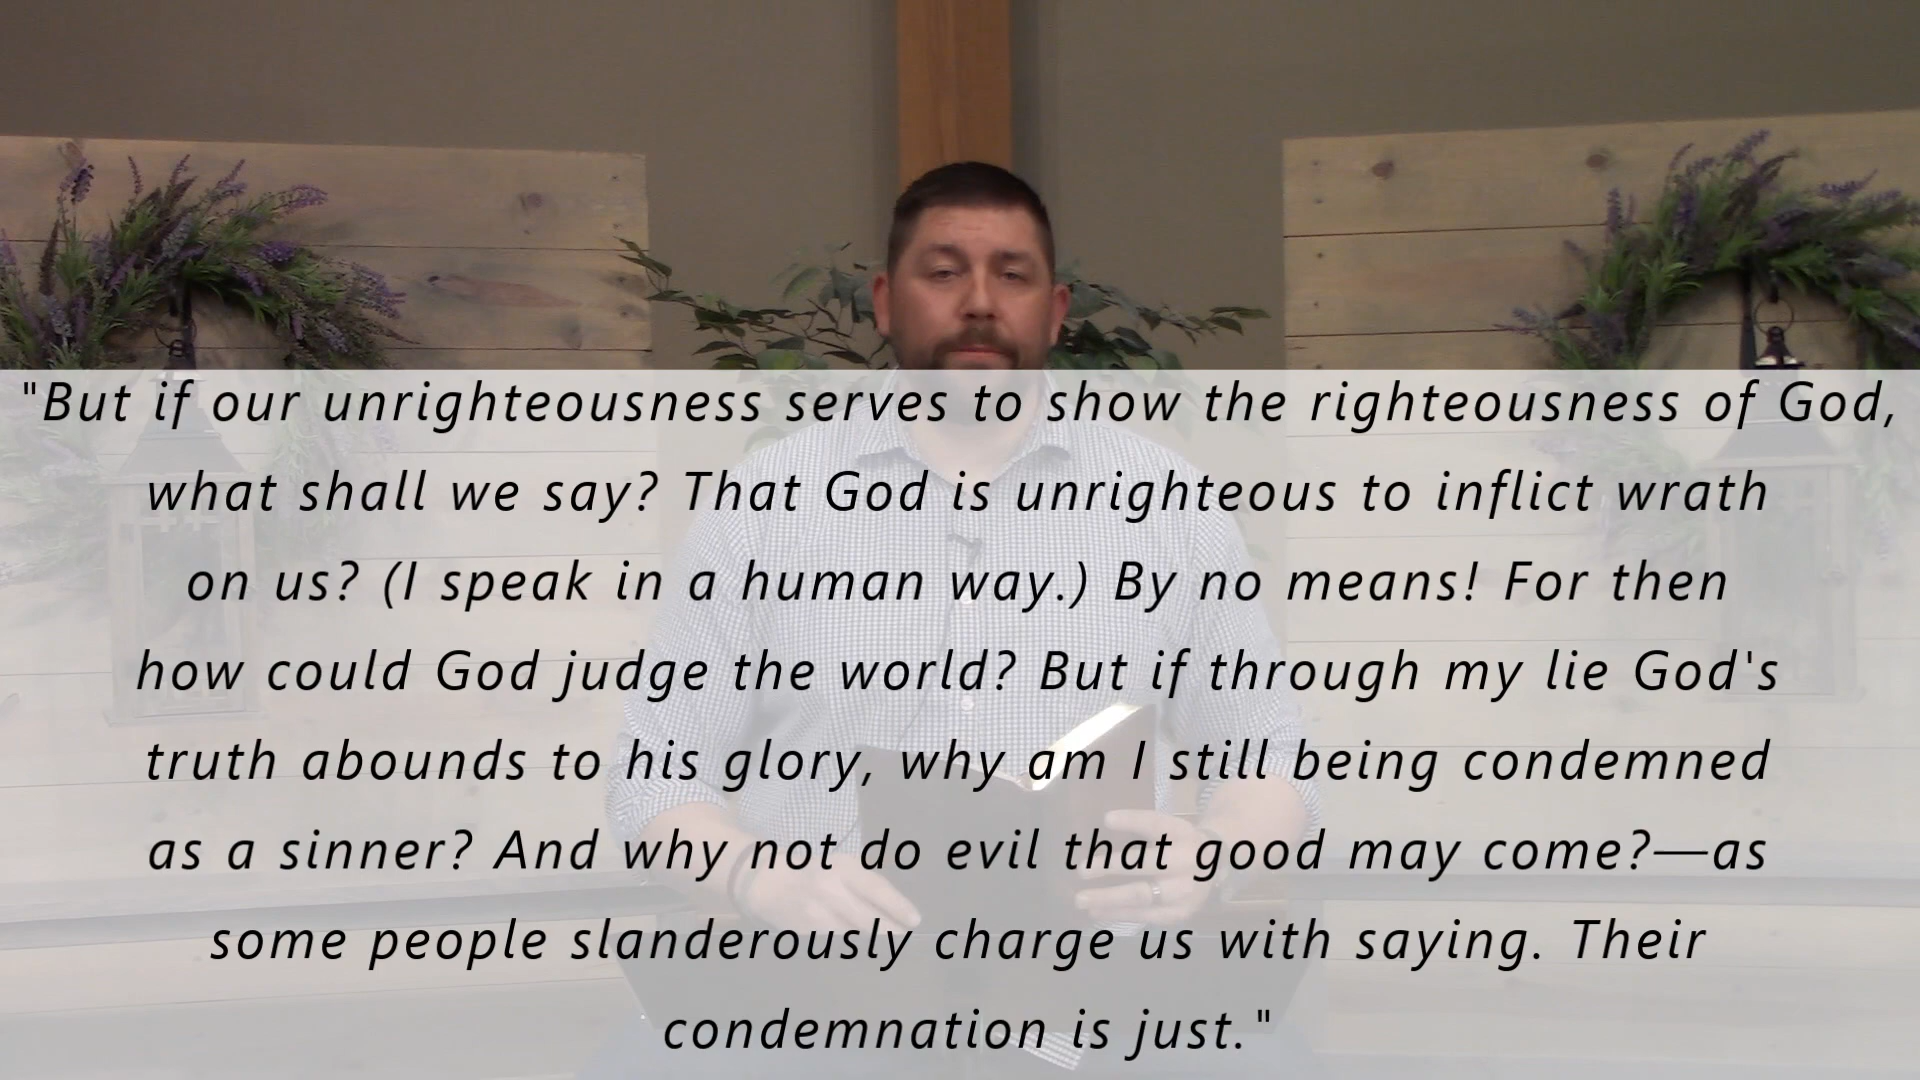 "But if our unrighteousness serves to show the righteousness of God,
what shall we say? That God is unrighteous to inflict wrath
on us? (I speak in a human way.) By no means! For then
how could God judge the world? But if through my lie God's
truth abounds to his glory, why am I still being condemned
as a sinner? And why not do evil that good may come?—as
some people slanderously charge us with saying. Their
condemnation is just."